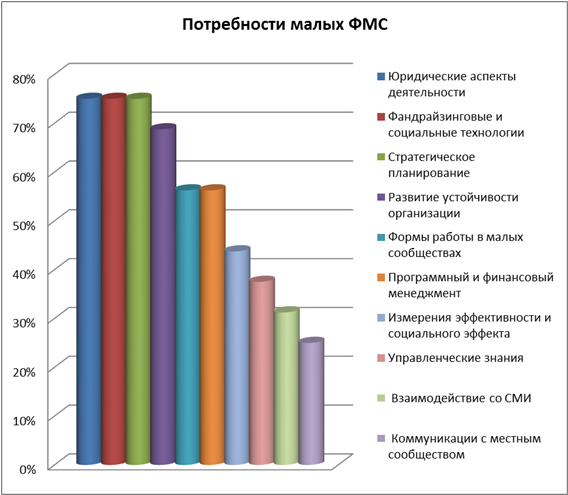 Потребности малых ФМС
80%
70%
60%
50%
40%
30%
20%
10%
0%
Юридические аспекты
деятельности
Фандрайзинговые и
социальные технологии
Стратегическое
планирование
Развитие устойчивости
организации
Формы работы в малых
сообществах
Программный и финансовый
менеджмент
Измерения эффективности и
социального эффекта
Управленческие знания
Взаимодействие со СМИ
Коммуникации с местным
сообществом